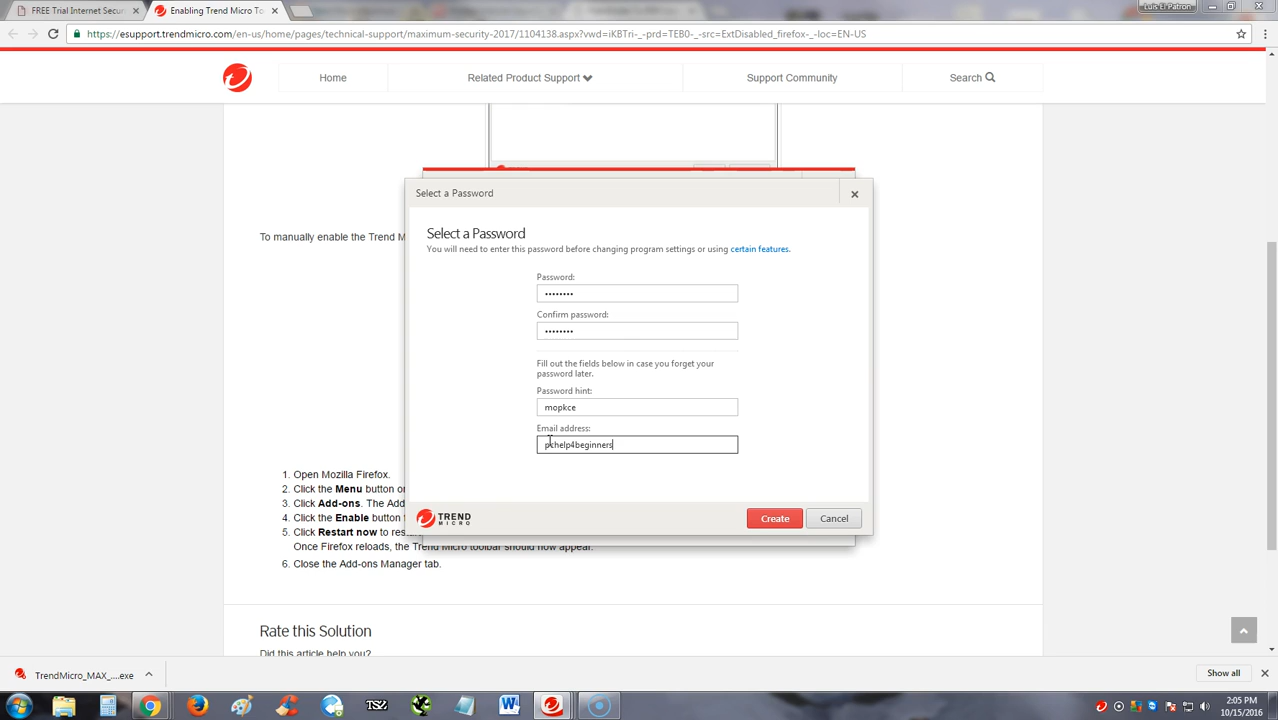 FREE Trial Internet Secu
Enabling Trend Micro To
Luis El Patron
https://esupport.trendmicro.com/en-us/home/pages/technical-support/maximum-security-2017/1104138.aspx?vwd=iKBTri-_-prd=TEB0-_-src=ExtDisabled_firefox-_-loc=EN-US
Home
Related Product Support
Support Community
Search
Select a Password
Select a Password
You will need to enter this password before changing program settings or using certain features.
To manually enable the Trend M
Password:
••••••••
Confirm password:
••••••••
Fill out the fields below in case you forget your
password later.
Password hint:
mopkce
Email address:
pchelp4beginners
1. Open Mozilla Firefox.
2. Click the Menu button on
3. Click Add-ons. The Add
4. Click the Enable button
5. Click Restart now to rest
Once Firefox reloads, the Trend Micro toolbar should now appear.
6. Close the Add-ons Manager tab.
TREND
MICRO
Create
Cancel
Rate this Solution
Did this article help you?
TrendMicro_MAX_....exe
Show all
TSZ
2:05 PM
10/15/2016